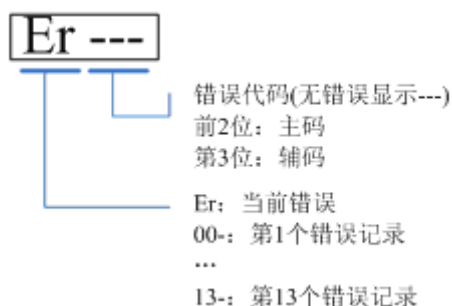 Er ---
错误代码(无错误显示---)
前2位：主码
第3位：辅码
Er：当前错误
00-：第1个错误记录
...
13-：第13个错误记录